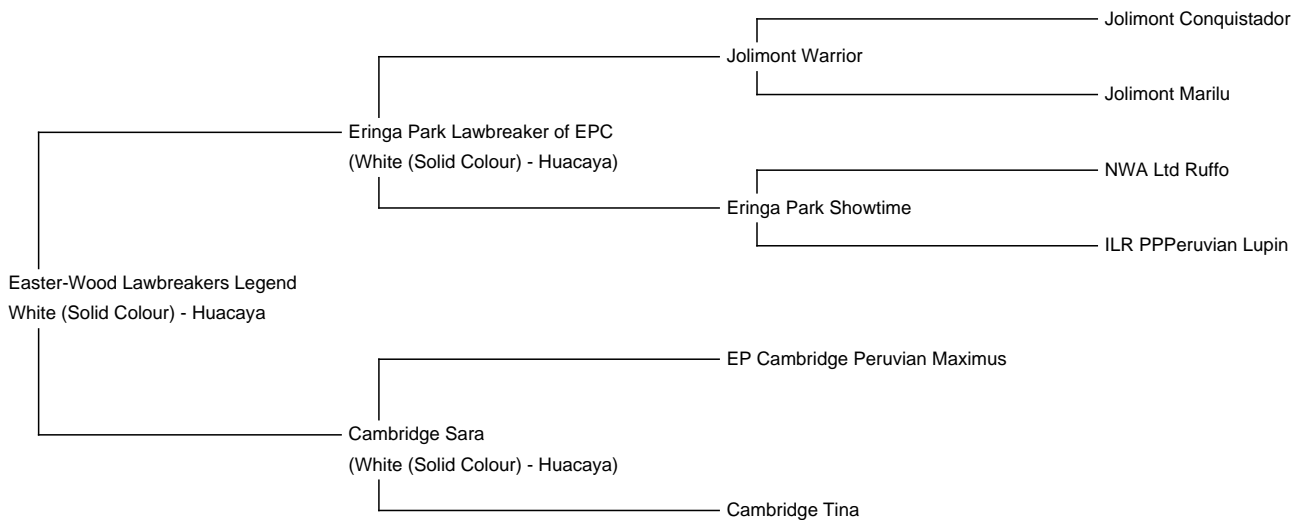 Jolimont Conquistador
Jolimont Warrior
Jolimont Marilu
Eringa Park Lawbreaker of EPC
(White (Solid Colour) - Huacaya)
NWA Ltd Ruffo
Eringa Park Showtime
ILR PPPeruvian Lupin
Easter-Wood Lawbreakers Legend
White (Solid Colour) - Huacaya
EP Cambridge Peruvian Maximus
Cambridge Sara
(White (Solid Colour) - Huacaya)
Cambridge Tina